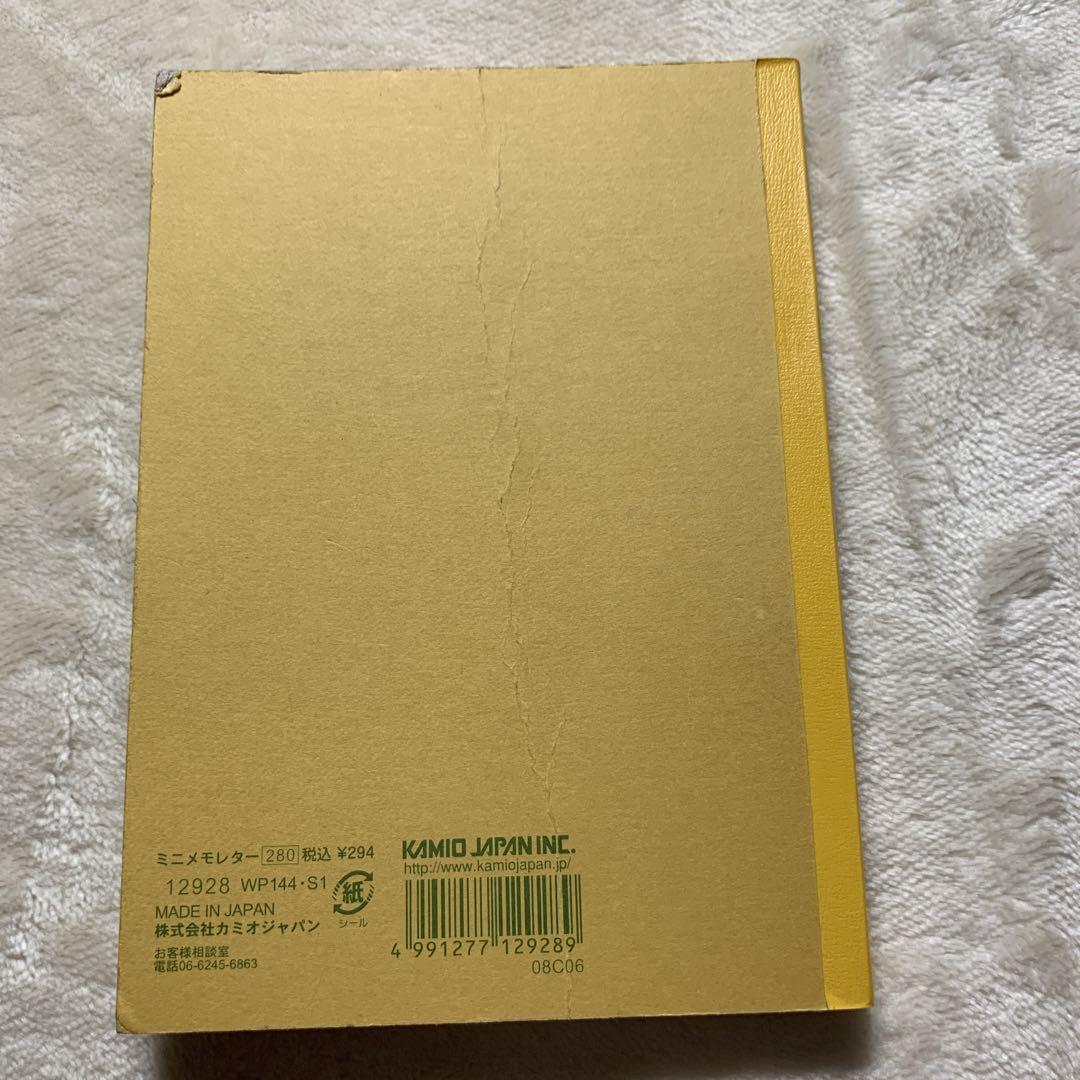 ミニメモレター 280 税込 ¥294
12928 WP144・S1
紙
シール
MADE IN JAPAN
株式会社カミオジャパン
お客様相談室
電話06-6245-6863
KAMIO JAPAN INC.
http://www.kamiojapan.jp/
4 991277 129289
08C06